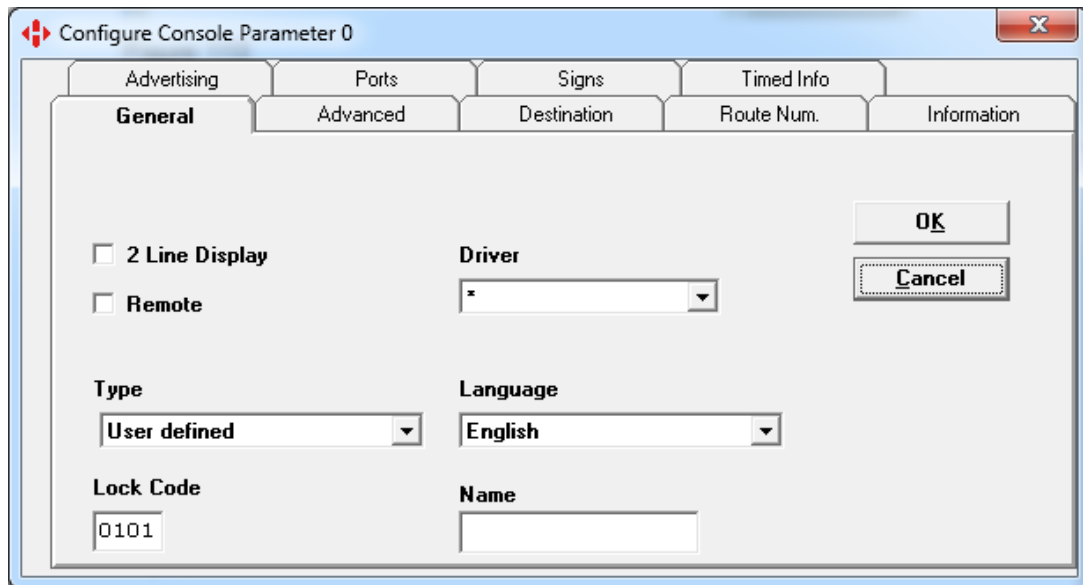 Configure Console Parameter 0
Advertising Ports Signs Timed Info
General Advanced Destination Route Num. Information
OK
2 Line Display Driver
Cancel
*
Remote
Type Language
User defined English
Lock Code Name
0101